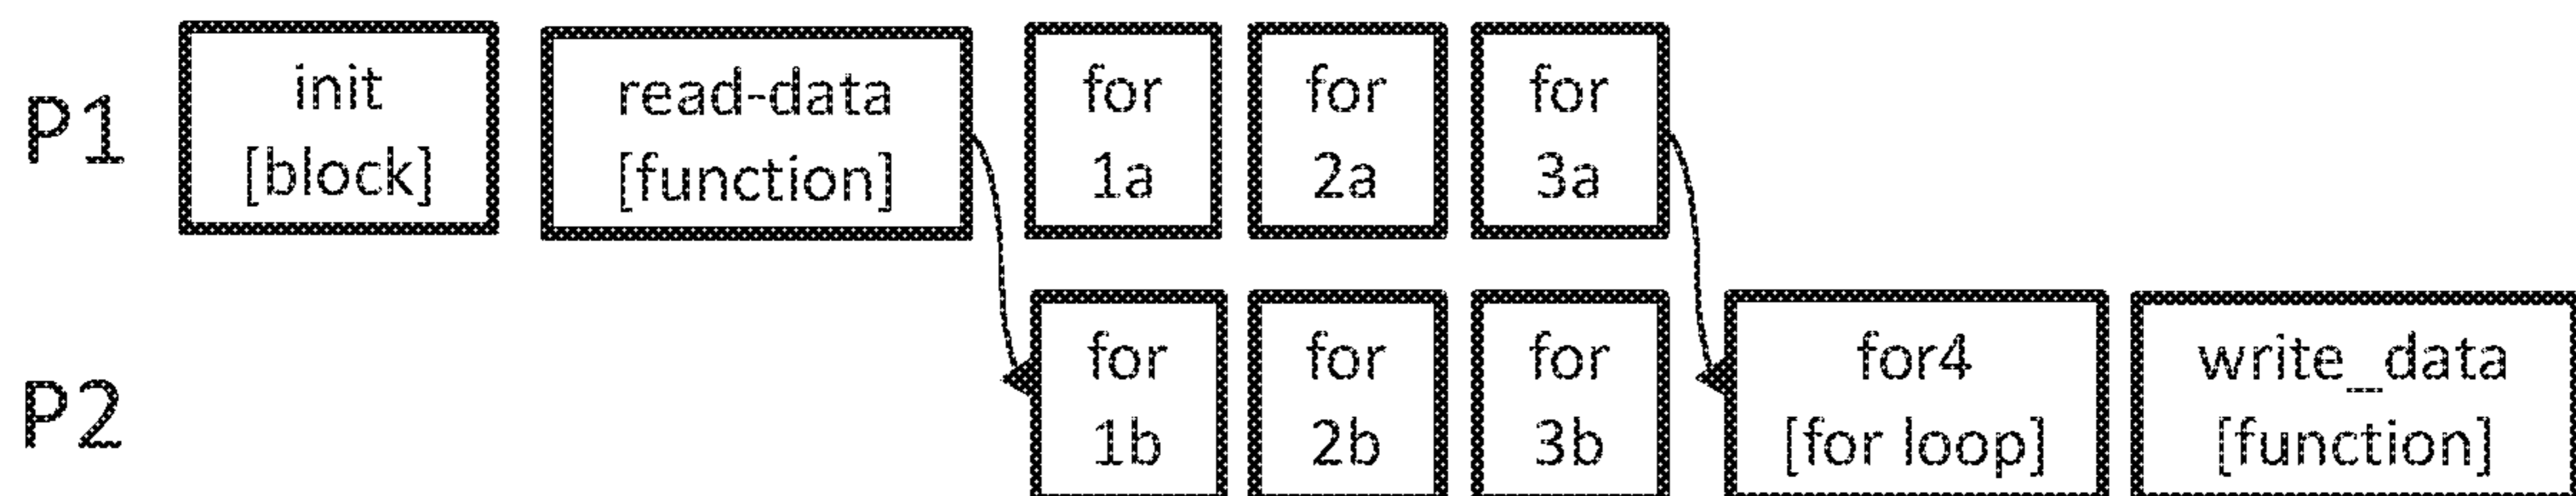 P1
init
[block]
read-data
[function]
for
1a
for
2a
for
3a
P2
for
1b
for
2b
for
3b
for4
[for loop]
write_data
[function]